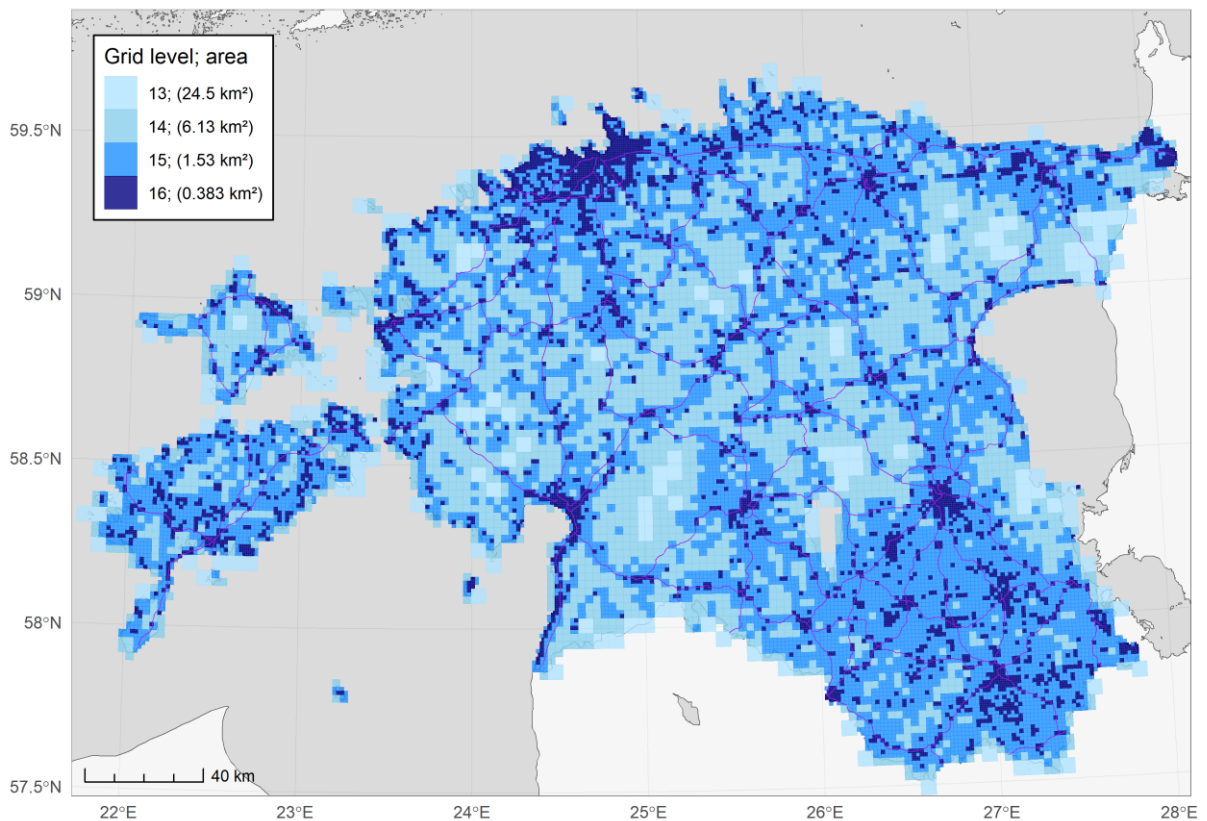 Grid level; area
13; (24.5 km²)
14; (6.13 km²)
15; (1.53 km²)
16; (0.383 km²)
59.5°N
59°N
58.5°N
58°N
57.5°N
40 km
22°E
23°E
24°E
25°E
26°E
27°E
28°E